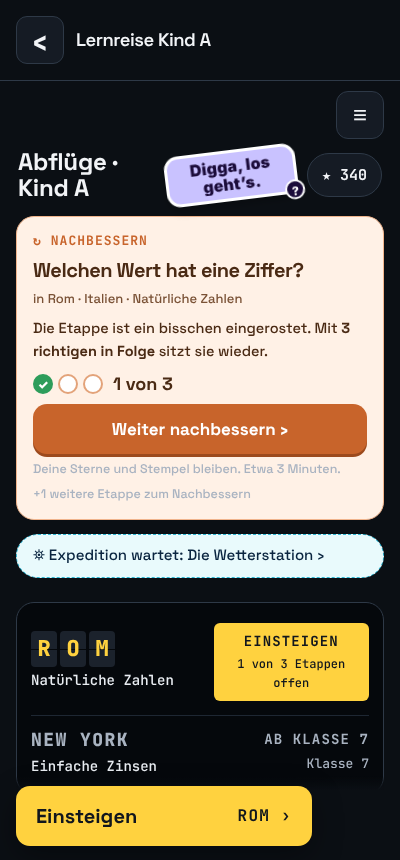 < Lernreise Kind A
≡
Abflüge ·
Kind A
Digga, los
geht's.
?
★ 340
↻ NACHBESSERN
Welchen Wert hat eine Ziffer?
in Rom · Italien · Natürliche Zahlen
Die Etappe ist ein bisschen eingerostet. Mit 3
richtigen in Folge sitzt sie wieder.
1 von 3
Weiter nachbessern >
Deine Sterne und Stempel bleiben. Etwa 3 Minuten.
+1 weitere Etappe zum Nachbessern
Expedition wartet: Die Wetterstation >
ROM
Natürliche Zahlen
EINSTEIGEN
1 von 3 Etappen
offen
NEW YORK
Einfache Zinsen
AB KLASSE 7
Klasse 7
Einsteigen ROM ›